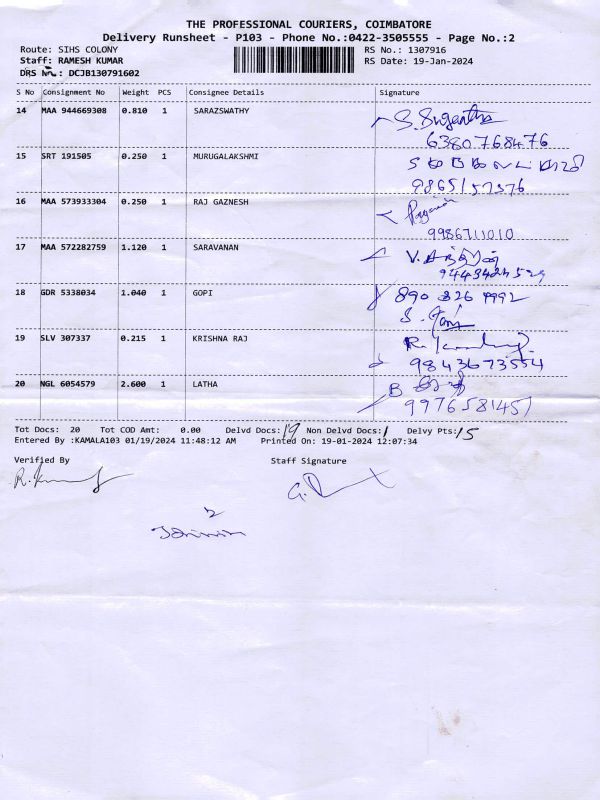 THE PROFESSIONAL COURIERS, COIMBATORE
Delivery Runsheet - P103 - Phone No.:0422-3505555 - Page No.:2
Route: SIHS COLONY
RS No.: 1307916
Staff: RAMESH KUMAR
RS Date: 19-Jan-2024
DRS No.: DCJB130791602
S No Consignment No Weight PCS Consignee Details Signature
14 MAA 944669308 0.810 1 SARAZSWATHY S. Sugantha
6380768476
15 SRT 191505 0.250 1 MURUGALAKSHMI
9865157376
16 MAA 573933304 0.250 1 RAJ GAZNESH
9986711010
17 MAA 572282759 1.120 1 SARAVANAN
9443424529
18 GDR 5338034 1.040 1 GOPI 890 326 9992
S. Gopi
19 SLV 307337 0.215 1 KRISHNA RAJ
9843673554
20 NGL 6054579 2.600 1 LATHA
9976581457
Tot Docs: 20 Tot COD Amt: 0.00 Delvd Docs: 19 Non Delvd Docs: 1 Delvy Pts: 15
Entered By :KAMALA103 01/19/2024 11:48:12 AM Printed On: 19-01-2024 12:07:34
Verified By Staff Signature